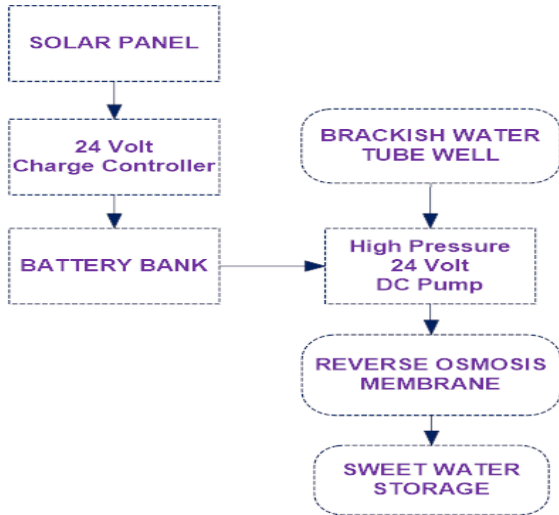 SOLAR PANEL
24 Volt
Charge Controller
BATTERY BANK
BRACKISH WATER
TUBE WELL
High Pressure
24 Volt
DC Pump
REVERSE OSMOSIS
MEMBRANE
SWEET WATER
STORAGE